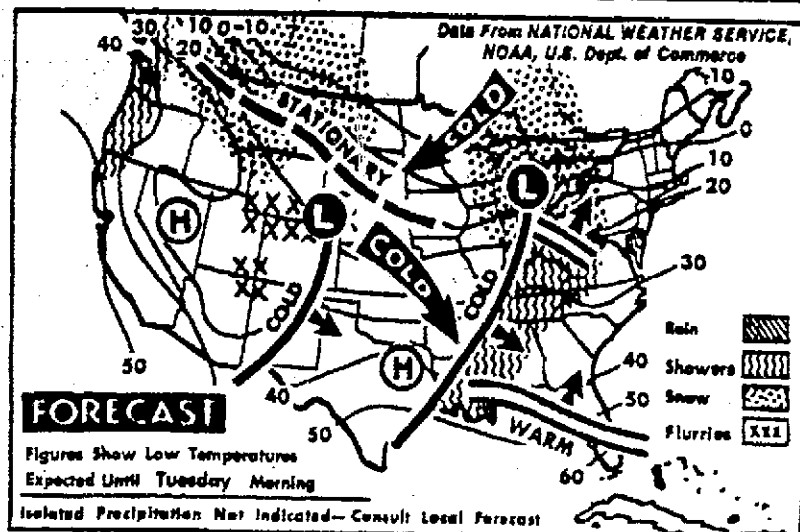 Data From NATIONAL WEATHER SERVICE,
NOAA, U.S. Dept. of Commerce
30
10
0
-10
40
20
-10
0
10
20
30
40
50
60
50
40
50
STATIONARY
COLD
L
L
H
H
COLD
COLD
COLD
WARM
Rain
Showers
Snow
Flurries
XXX
FORECAST
Figures Show Low Temperatures
Expected Until Tuesday Morning
Isolated Precipitation Not Indicated— Consult Local Forecast